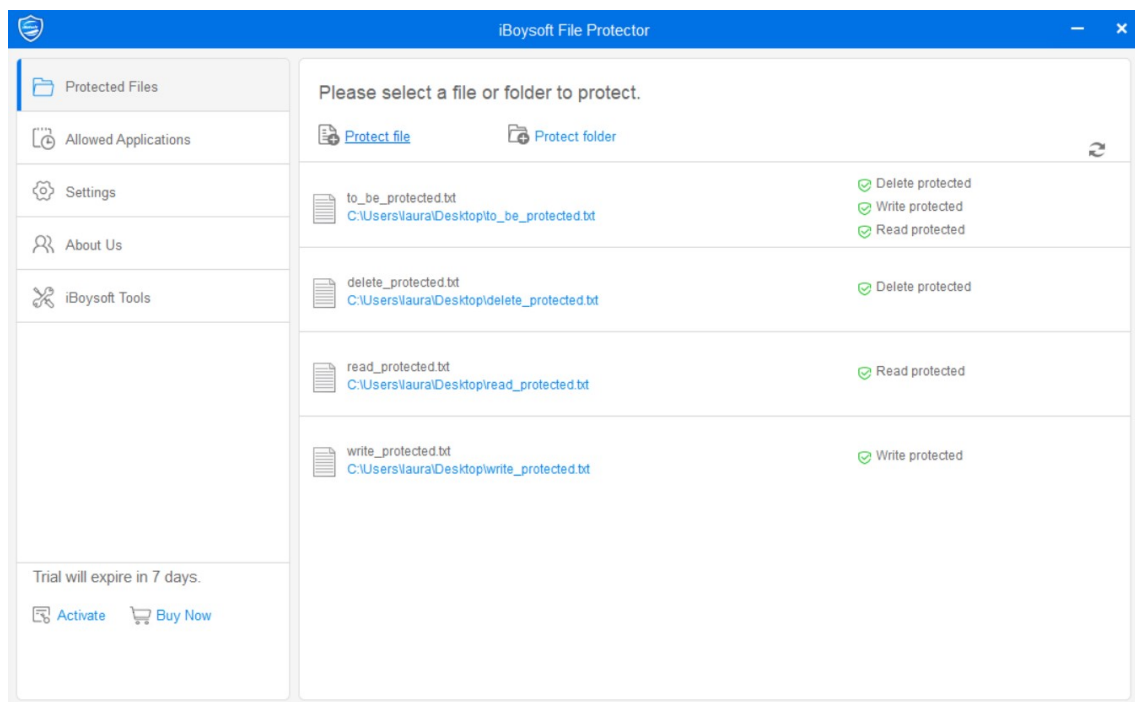 iBoysoft File Protector
Protected Files
Allowed Applications
Settings
About Us
iBoysoft Tools
Trial will expire in 7 days.
Activate
Buy Now
Please select a file or folder to protect.
Protect file
Protect folder
to_be_protected.txt
C:\Users\laura\Desktop\to_be_protected.txt
Delete protected
Write protected
Read protected
delete_protected.txt
C:\Users\laura\Desktop\delete_protected.txt
Delete protected
read_protected.txt
C:\Users\laura\Desktop\read_protected.txt
Read protected
write_protected.txt
C:\Users\laura\Desktop\write_protected.txt
Write protected